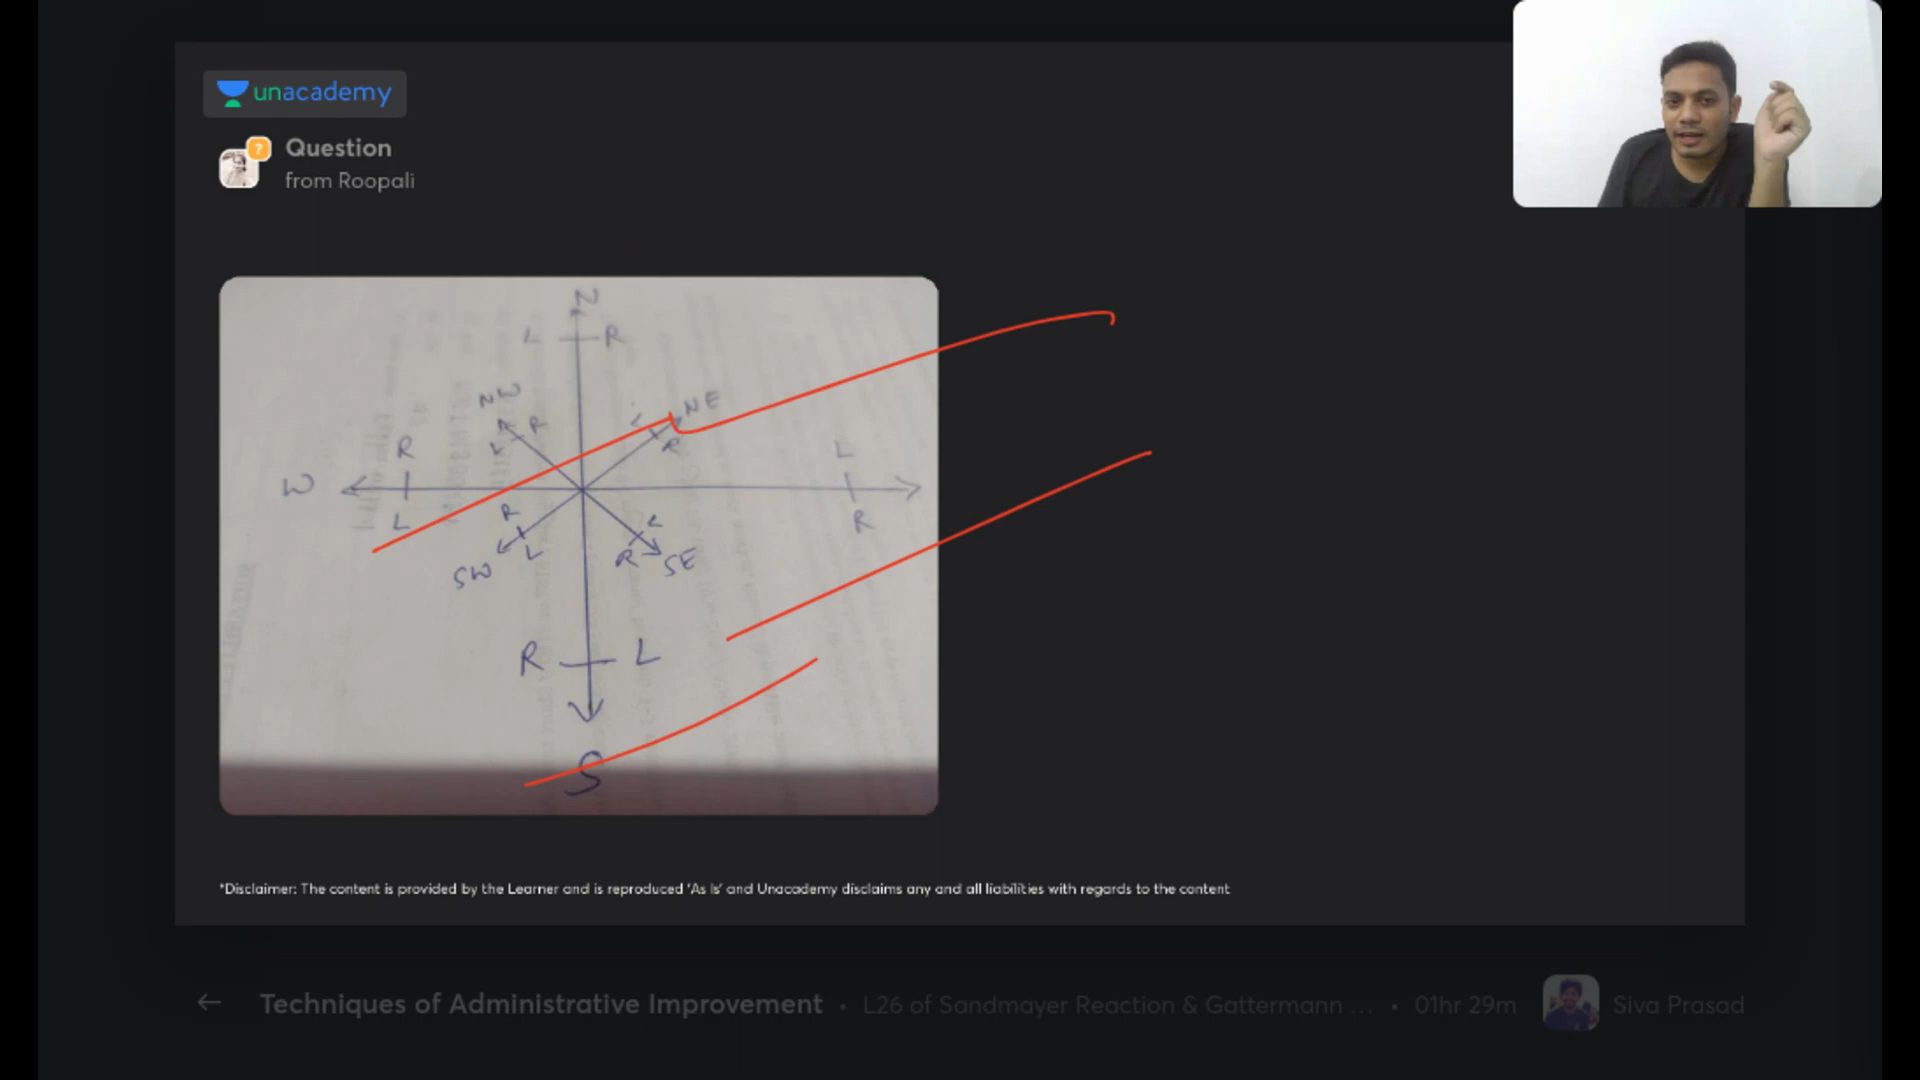 unacademy
?
Question
from Roopali
N
L R
N W
NE
L R
L R
R
L
W
L
R
R
L
L
R
SW
SE
R L
S
*Disclaimer: The content is provided by the Learner and is reproduced 'As Is' and Unacademy disclaims any and all liabilities with regards to the content
Techniques of Administrative Improvement • L26 of Sandmayer Reaction & Gattermann ... • 01hr 29m Siva Prasad